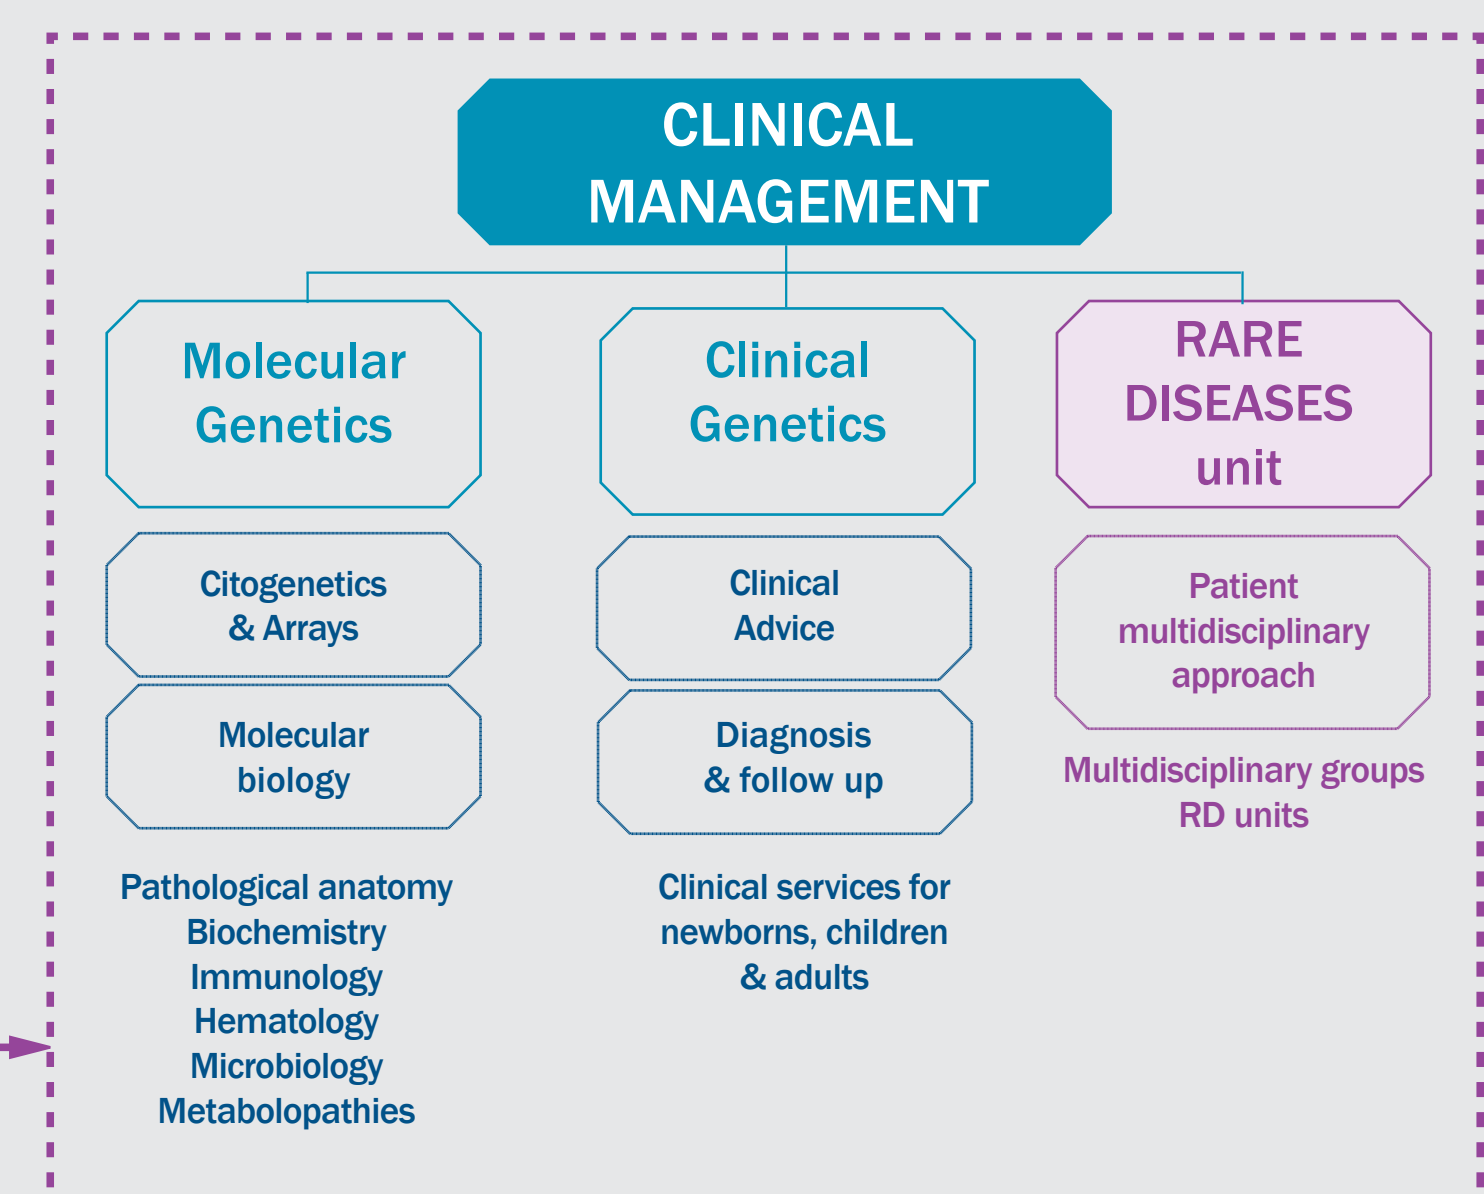 CLINICAL
MANAGEMENT
Molecular
Genetics
Citogenetics
& Arrays
Molecular
biology
Pathological anatomy
Biochemistry
Immunology
Hematology
Microbiology
Metabolopathies
Clinical
Genetics
Clinical
Advice
Diagnosis
& follow up
Clinical services for
newborns, children
& adults
RARE
DISEASES
unit
Patient
multidisciplinary
approach
Multidisciplinary groups
RD units